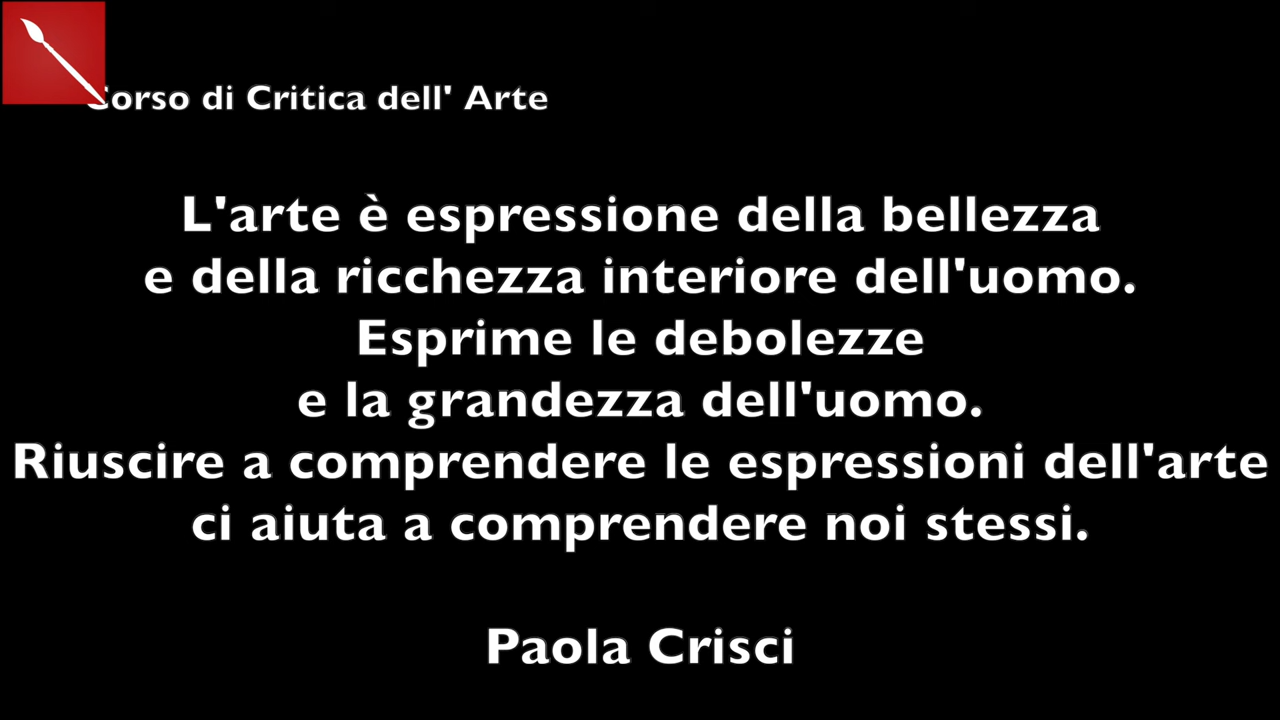 Corso di Critica dell' Arte
L'arte è espressione della bellezza
e della ricchezza interiore dell'uomo.
Esprime le debolezze
e la grandezza dell'uomo.
Riuscire a comprendere le espressioni dell'arte
ci aiuta a comprendere noi stessi.
Paola Crisci